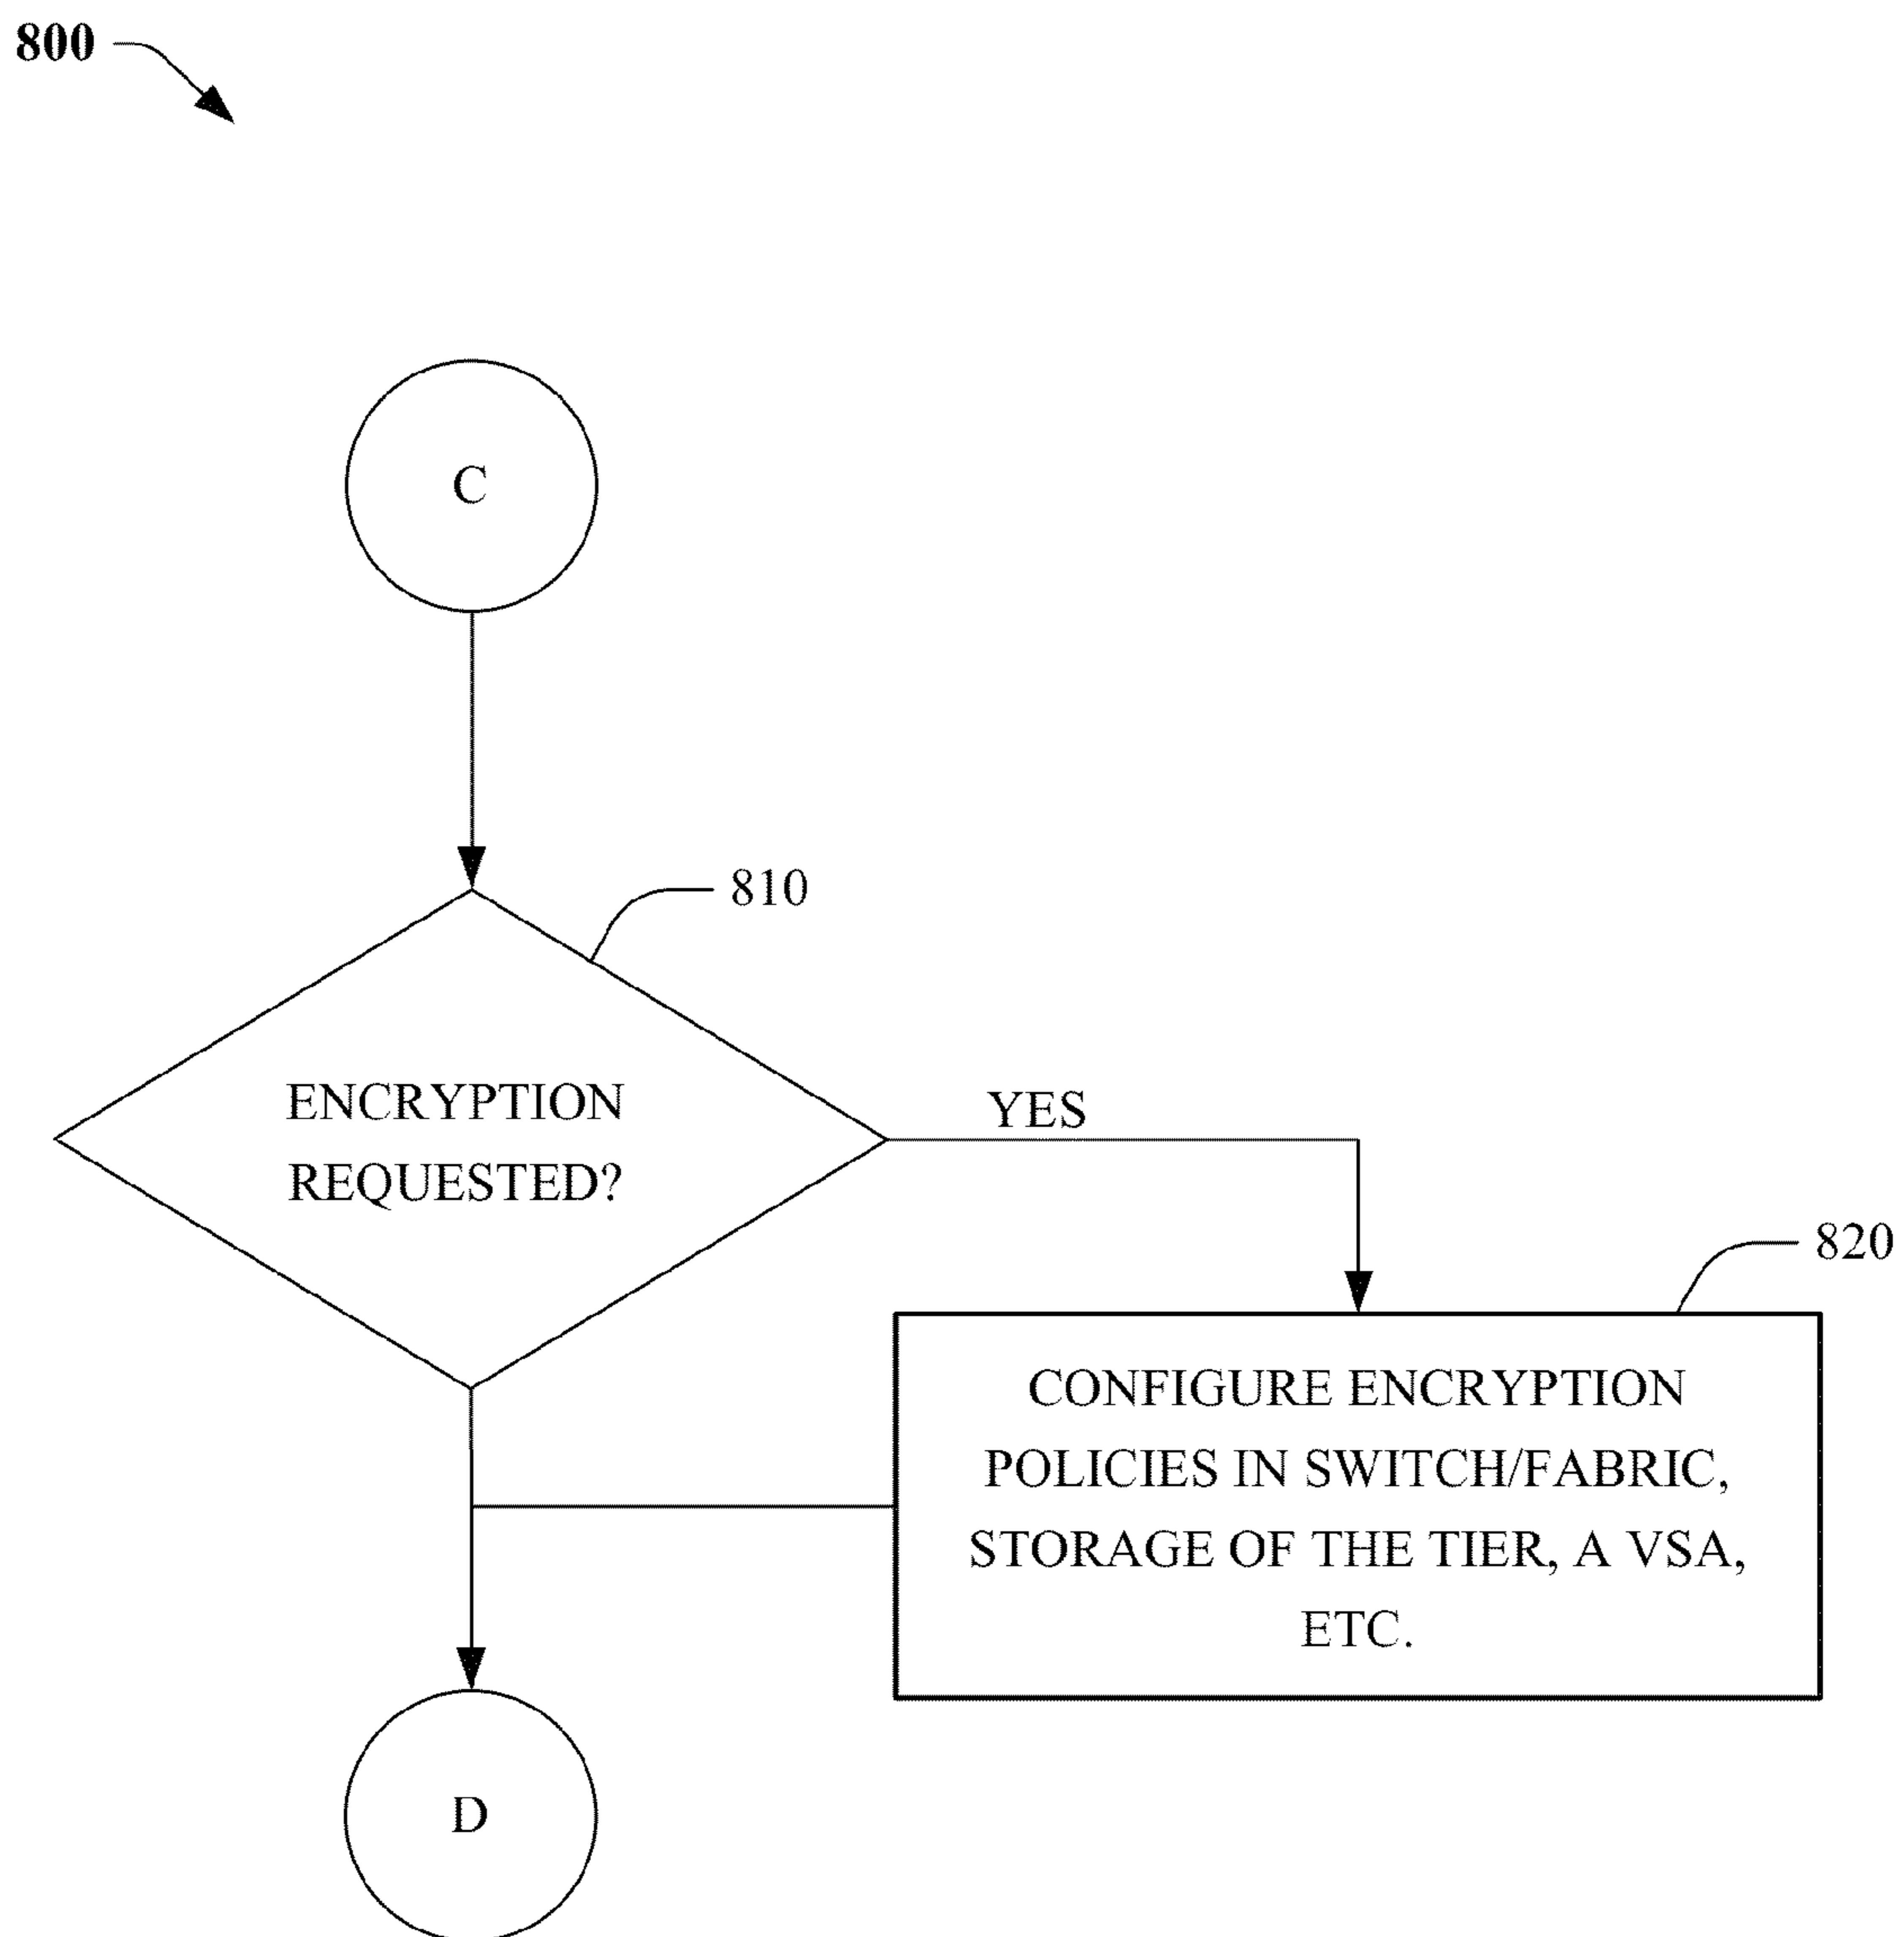 800
C
810
ENCRYPTION
REQUESTED?
YES
820
CONFIGURE ENCRYPTION
POLICIES IN SWITCH/FABRIC,
STORAGE OF THE TIER, A VSA,
ETC.
D